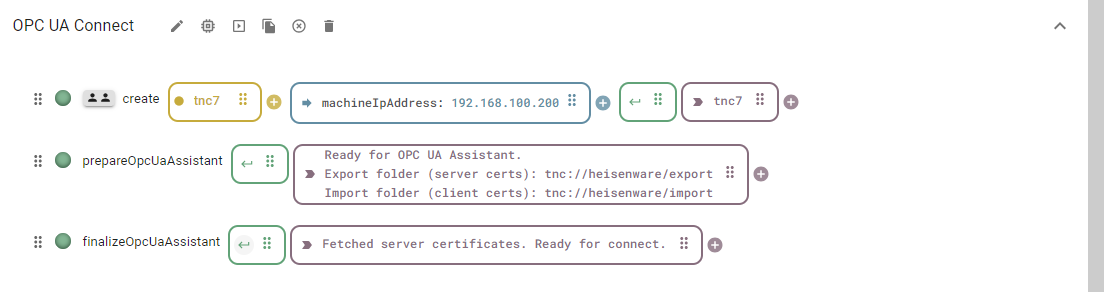 OPC UA Connect
create tnc7 machineIpAddress: 192.168.100.200 tnc7
prepareOpcUaAssistant
Ready for OPC UA Assistant.
Export folder (server certs): tnc://heisenware/export
Import folder (client certs): tnc://heisenware/import
finalizeOpcUaAssistant Fetched server certificates. Ready for connect.